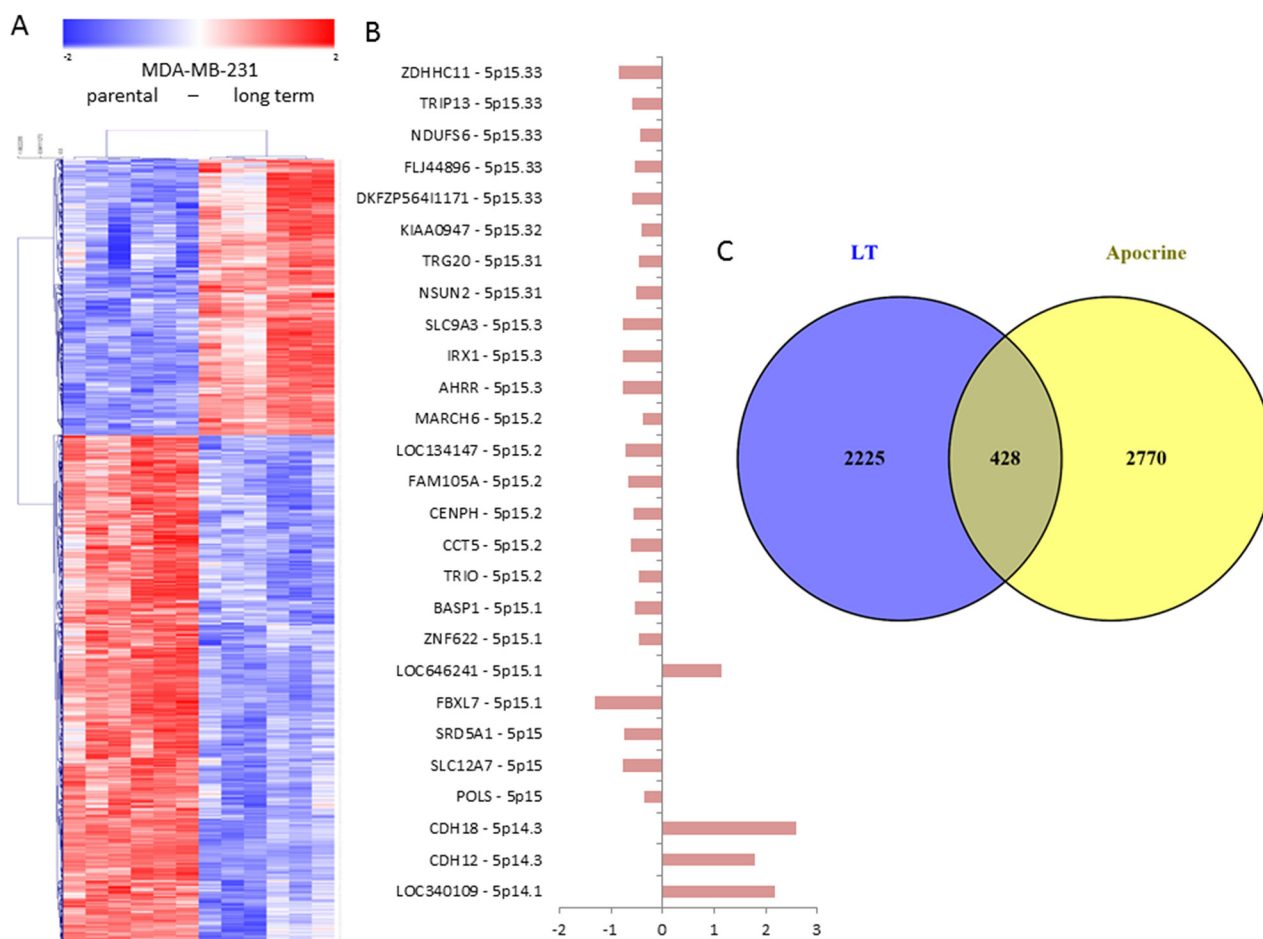 A
-2
2
MDA-MB-231
parental – long term
B
ZDHHC11 - 5p15.33
TRIP13 - 5p15.33
NDUFS6 - 5p15.33
FLJ44896 - 5p15.33
DKFZP564I1171 - 5p15.33
KIAA0947 - 5p15.32
TRG20 - 5p15.31
NSUN2 - 5p15.31
SLC9A3 - 5p15.3
IRX1 - 5p15.3
AHRR - 5p15.3
MARCH6 - 5p15.2
LOC134147 - 5p15.2
FAM105A - 5p15.2
CENPH - 5p15.2
CCT5 - 5p15.2
TRIO - 5p15.2
BASP1 - 5p15.1
ZNF622 - 5p15.1
LOC646241 - 5p15.1
FBXL7 - 5p15.1
SRD5A1 - 5p15
SLC12A7 - 5p15
POLS - 5p15
CDH18 - 5p14.3
CDH12 - 5p14.3
LOC340109 - 5p14.1
-2 -1 0 1 2 3
C
LT Apocrine
2225 428 2770